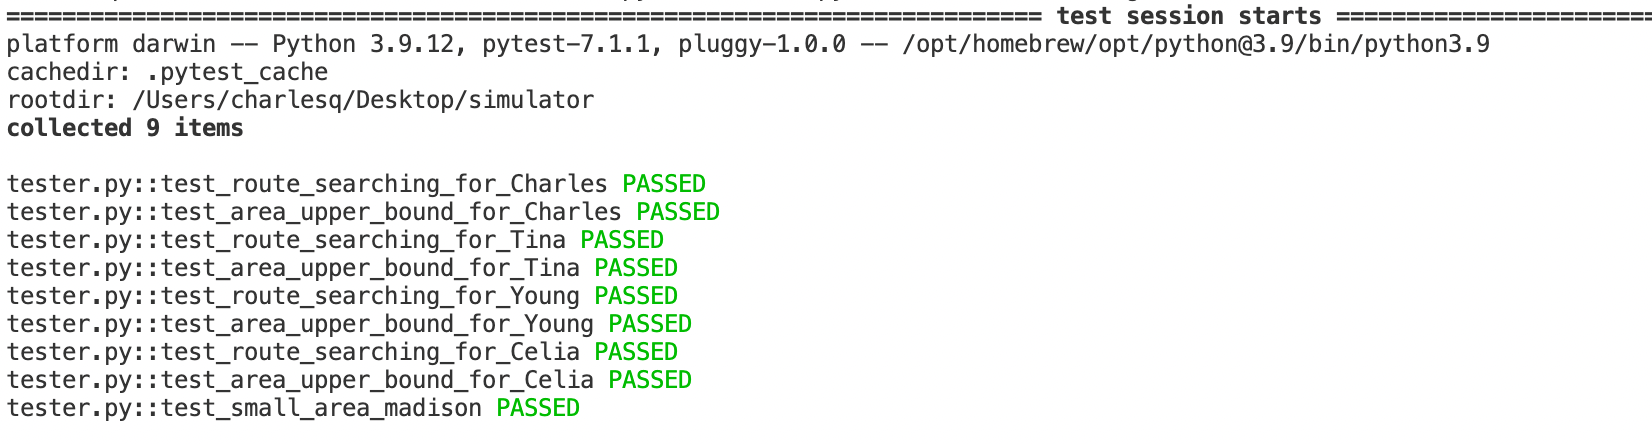 ========================================================================== test session starts =======================
platform darwin -- Python 3.9.12, pytest-7.1.1, pluggy-1.0.0 -- /opt/homebrew/opt/python@3.9/bin/python3.9
cachedir: .pytest_cache
rootdir: /Users/charlesq/Desktop/simulator
collected 9 items

tester.py::test_route_searching_for_Charles PASSED
tester.py::test_area_upper_bound_for_Charles PASSED
tester.py::test_route_searching_for_Tina PASSED
tester.py::test_area_upper_bound_for_Tina PASSED
tester.py::test_route_searching_for_Young PASSED
tester.py::test_area_upper_bound_for_Young PASSED
tester.py::test_route_searching_for_Celia PASSED
tester.py::test_area_upper_bound_for_Celia PASSED
tester.py::test_small_area_madison PASSED